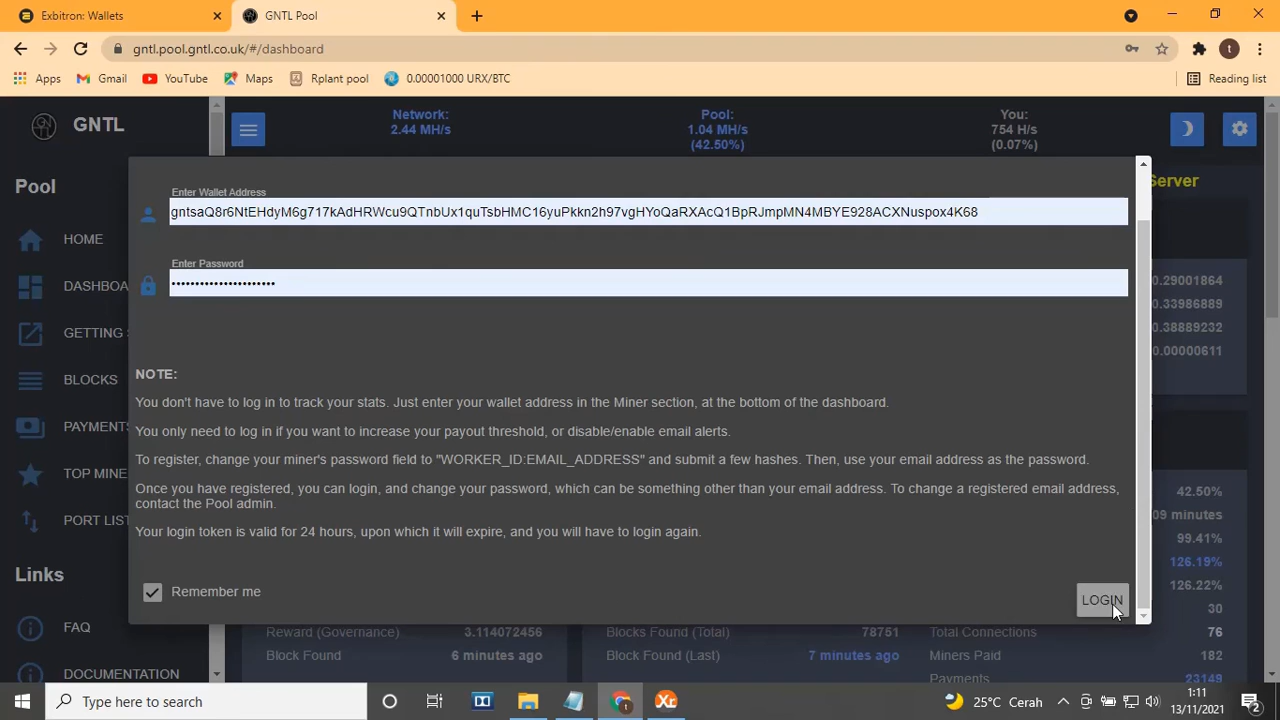 Exbitron: Wallets
GNTL Pool
gntl.pool.gntl.co.uk/#/dashboard
t
Apps
Gmail
YouTube
Maps
Rplant pool
0.00001000 URX/BTC
Reading list
GNTL
Network:
2.44 MH/s
Pool:
1.04 MH/s
(42.50%)
You:
754 H/s
(0.07%)
Pool
Server
Enter Wallet Address
gntsaQ8r6NtEHdyM6g717kAdHRWcu9QTnbUx1quTsbHMC16yuPkkn2h97vgHYoQaRXAcQ1BpRJmpMN4MBYE928ACXNuspox4K68
HOME
Enter Password
••••••••••••••••••••••
DASHBOA
GETTING S
BLOCKS
PAYMENTS
TOP MINE
PORT LIST
0.29001864
0.33986889
0.38889232
0.00000611
NOTE:
You don't have to log in to track your stats. Just enter your wallet address in the Miner section, at the bottom of the dashboard.
You only need to log in if you want to increase your payout threshold, or disable/enable email alerts.
To register, change your miner's password field to "WORKER_ID:EMAIL_ADDRESS" and submit a few hashes. Then, use your email address as the password.
Once you have registered, you can login, and change your password, which can be something other than your email address. To change a registered email address,
contact the Pool admin.
Your login token is valid for 24 hours, upon which it will expire, and you will have to login again.
42.50%
09 minutes
99.41%
126.19%
126.22%
30
Links
Remember me
LOGIN
FAQ
DOCUMENTATION
Reward (Governance)
3.114072456
Block Found
6 minutes ago
Blocks Found (Total)
78751
Blocks Found (Last)
7 minutes ago
Total Connections
76
Miners Paid
182
Payments
23149
Type here to search
25°C Cerah
1:11
13/11/2021
2